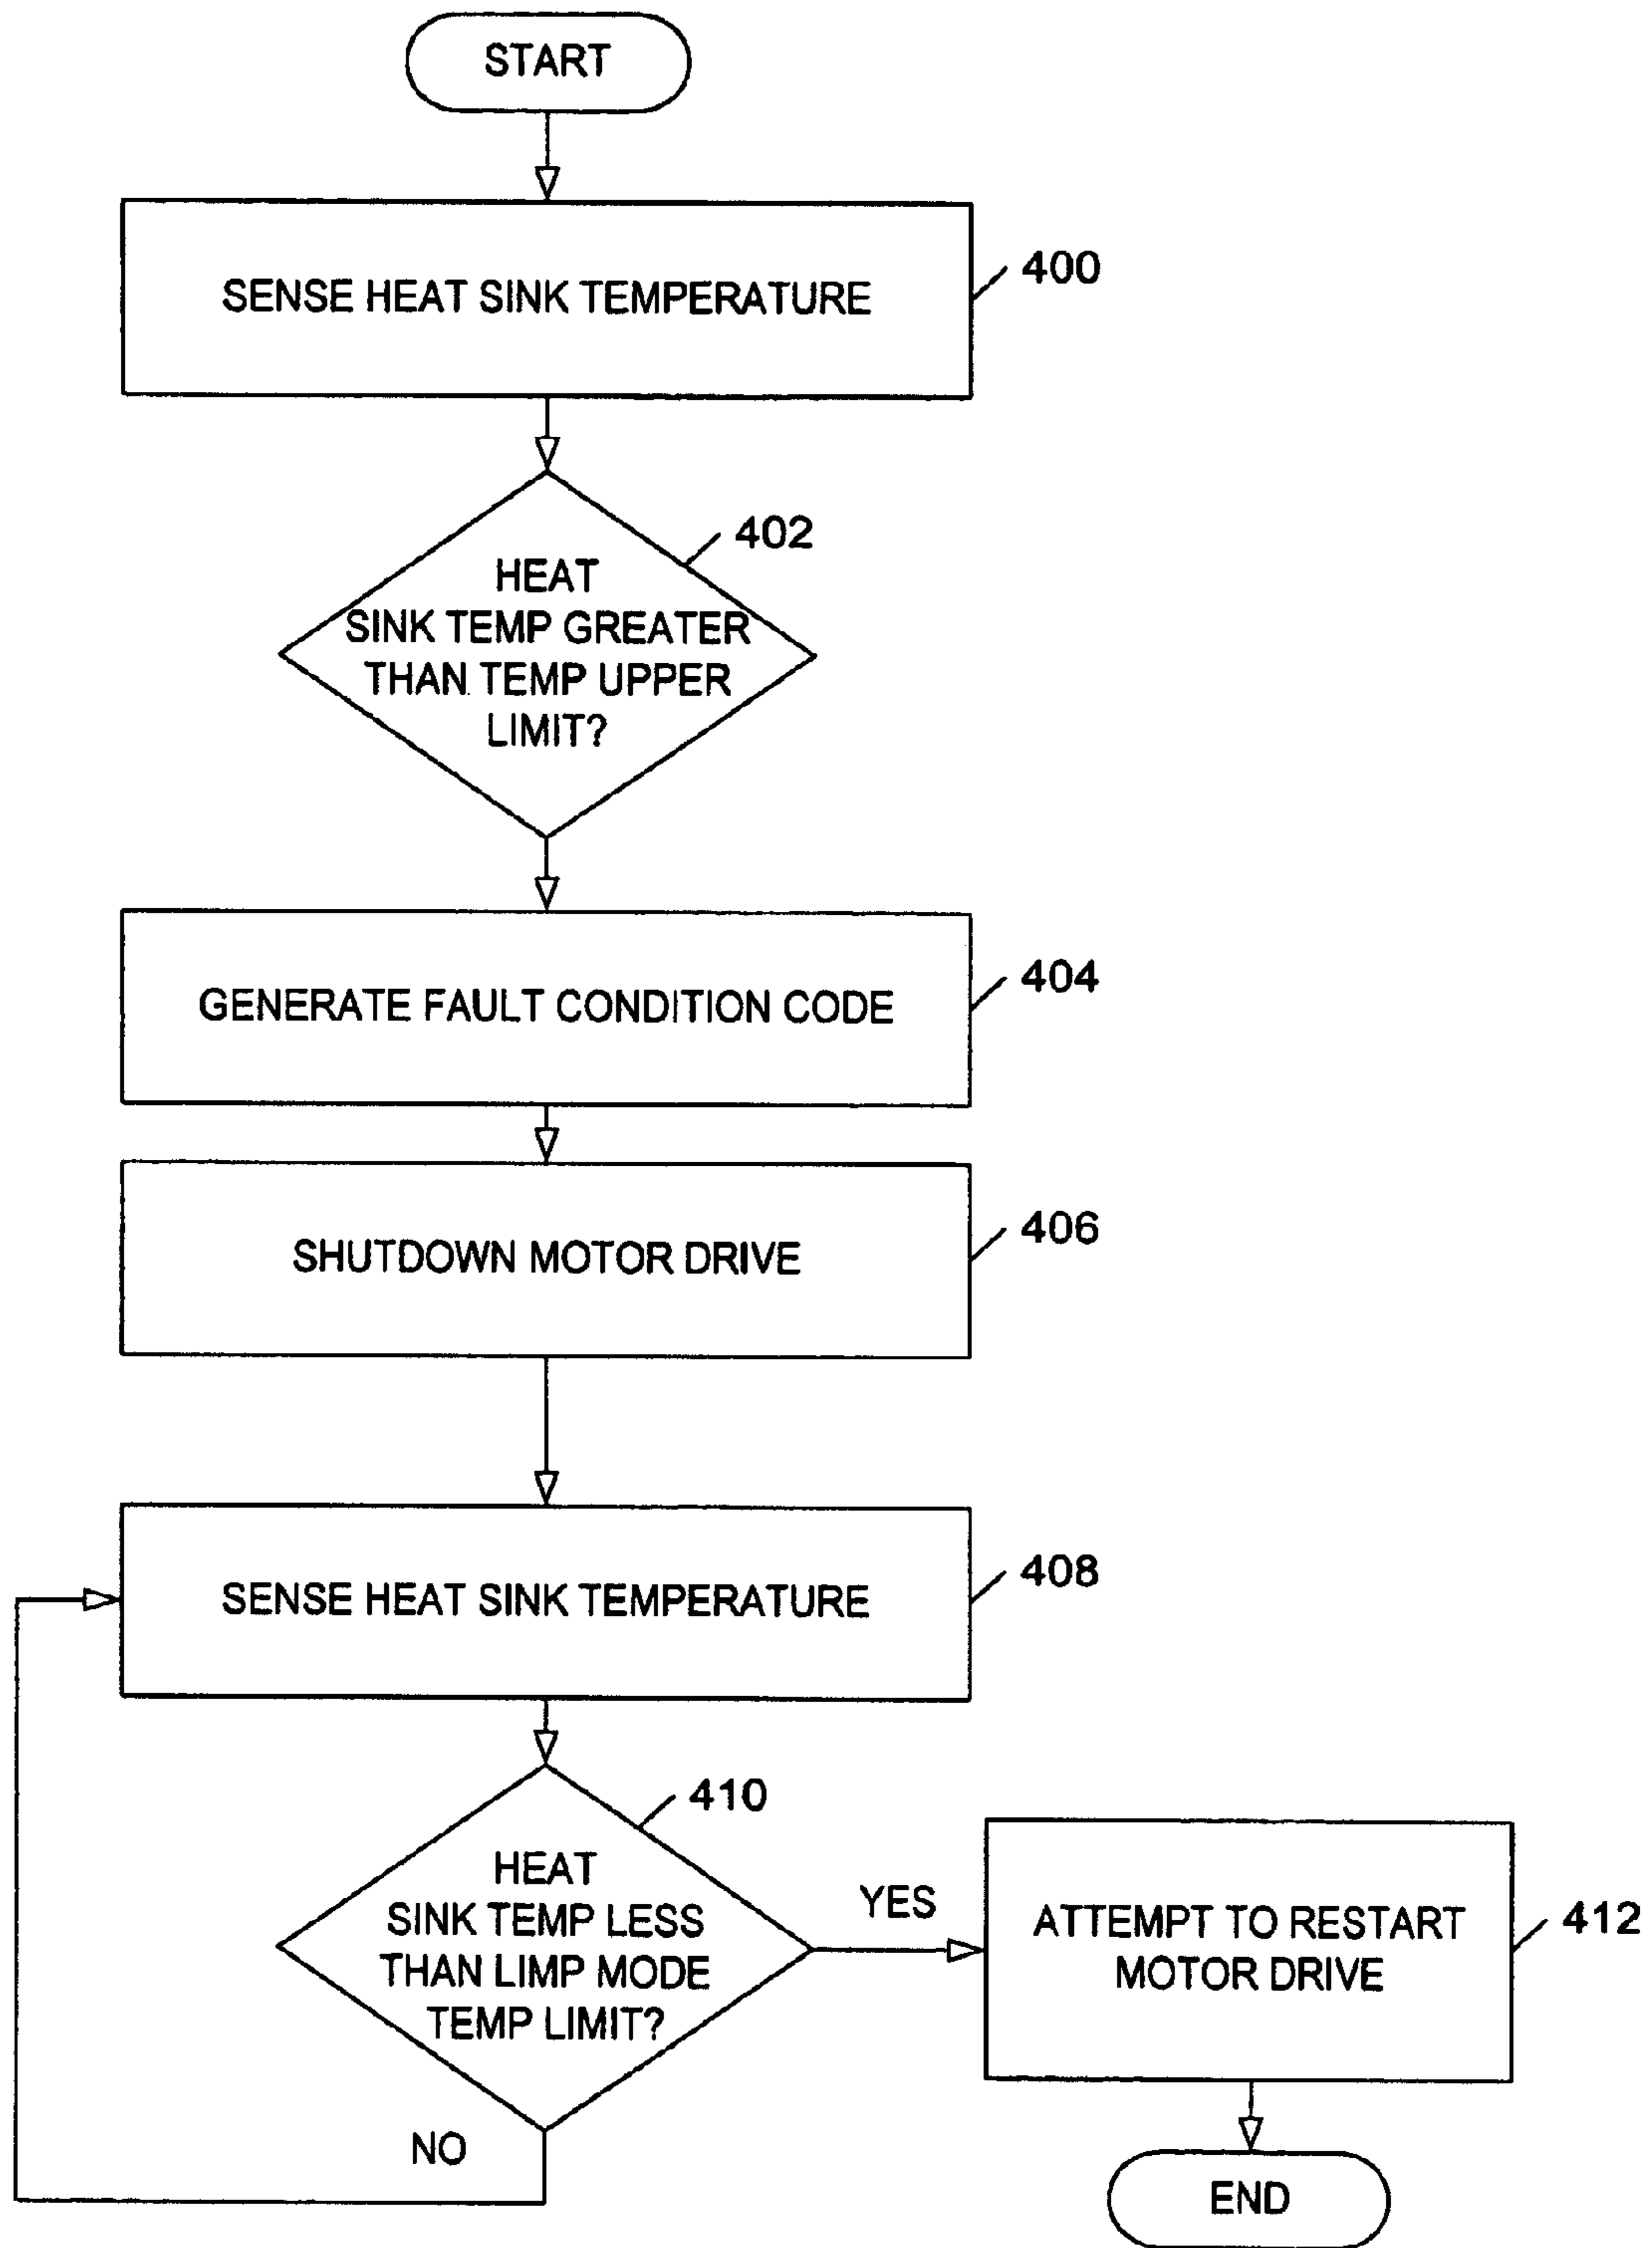 START
SENSE HEAT SINK TEMPERATURE
400
402
HEAT
SINK TEMP GREATER
THAN TEMP UPPER
LIMIT?
GENERATE FAULT CONDITION CODE
404
SHUTDOWN MOTOR DRIVE
406
SENSE HEAT SINK TEMPERATURE
408
410
HEAT
SINK TEMP LESS
THAN LIMP MODE
TEMP LIMIT?
YES
ATTEMPT TO RESTART
MOTOR DRIVE
412
NO
END